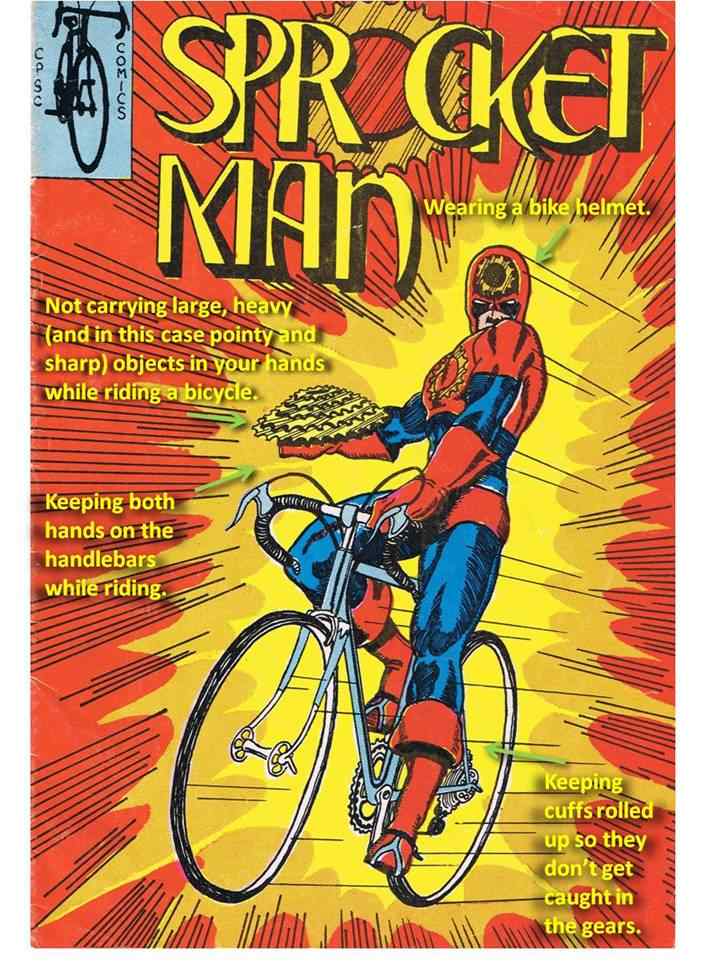 CPSC
COMICS
SPROCKET
MAN
Wearing a bike helmet.
Not carrying large, heavy
(and in this case pointy and
sharp) objects in your hands
while riding a bicycle.
Keeping both
hands on the
handlebars
while riding.
Keeping
cuffs rolled
up so they
don't get
caught in
the gears.